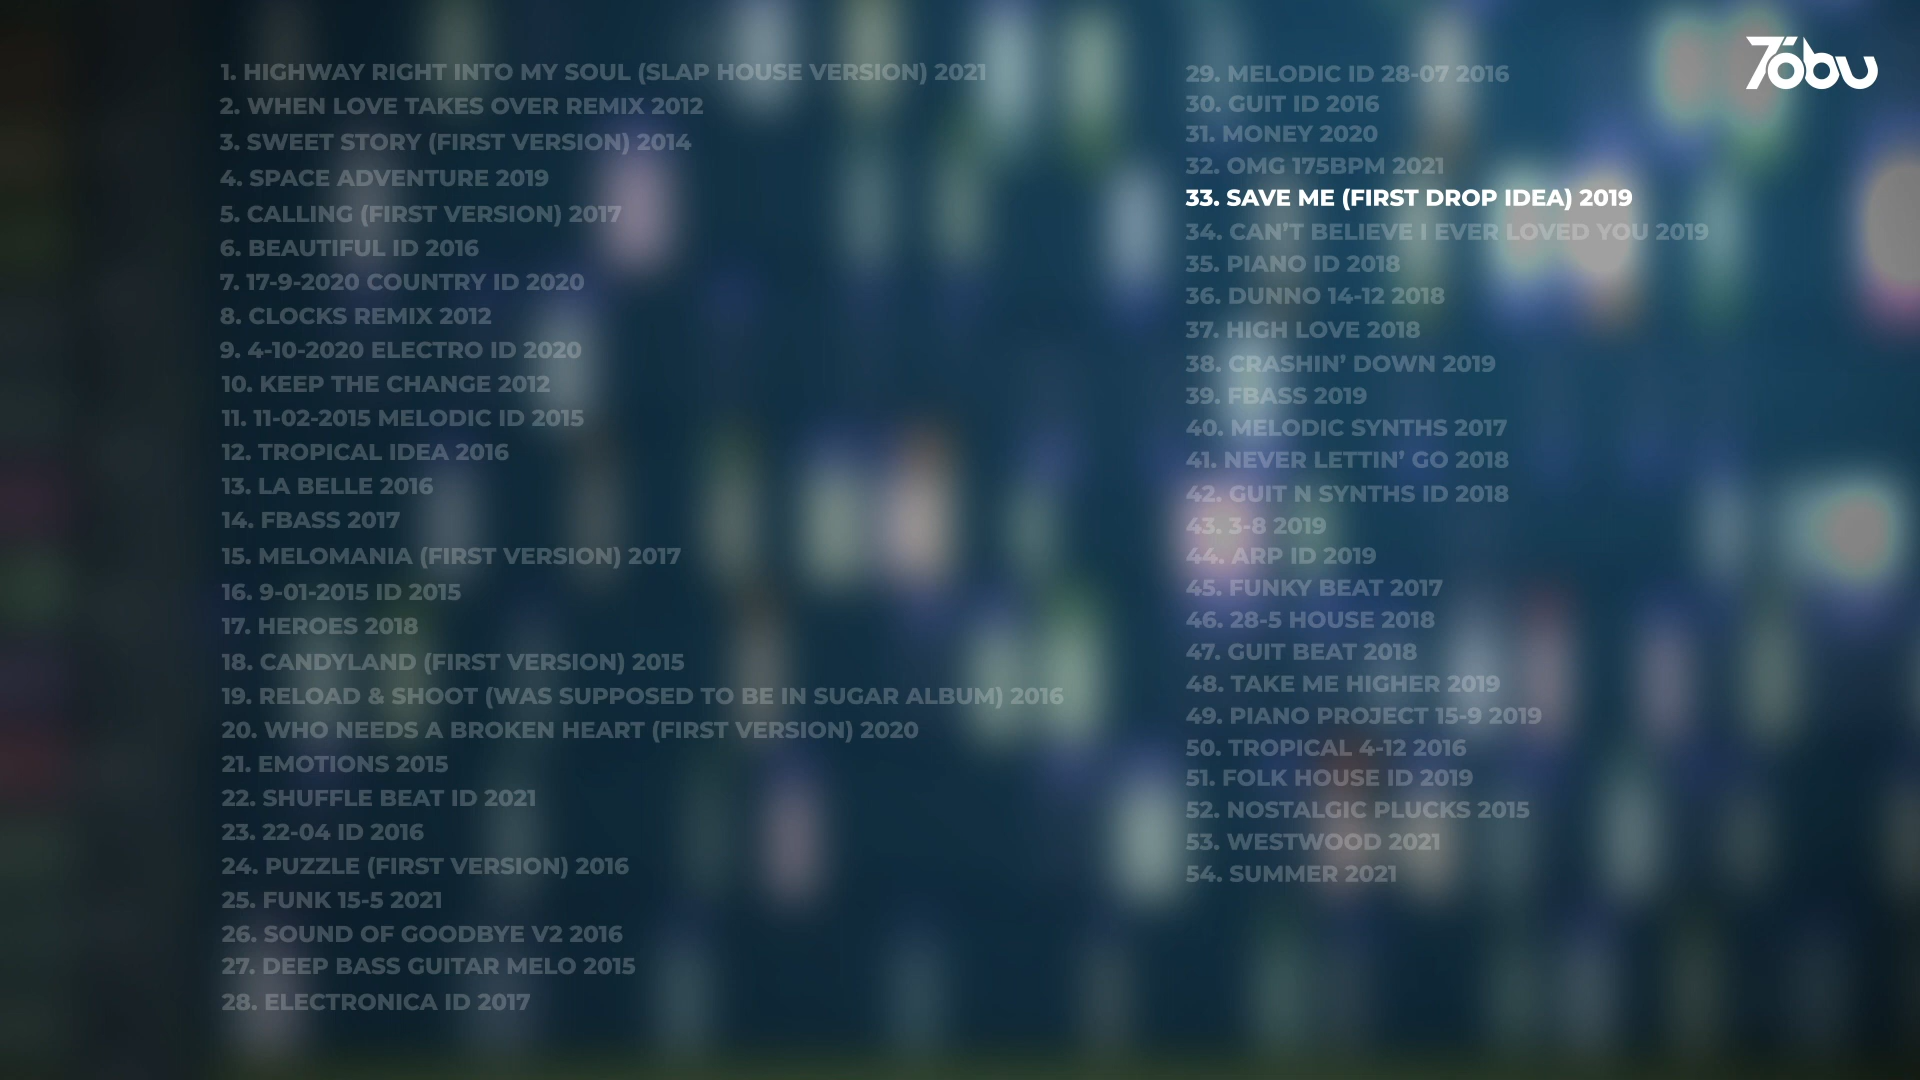 1. HIGHWAY RIGHT INTO MY SOUL (SLAP HOUSE VERSION) 2021
2. WHEN LOVE TAKES OVER REMIX 2012
3. SWEET STORY (FIRST VERSION) 2014
4. SPACE ADVENTURE 2019
5. CALLING (FIRST VERSION) 2017
6. BEAUTIFUL ID 2016
7. 17-9-2020 COUNTRY ID 2020
8. CLOCKS REMIX 2012
9. 4-10-2020 ELECTRO ID 2020
10. KEEP THE CHANGE 2012
11. 11-02-2015 MELODIC ID 2015
12. TROPICAL IDEA 2016
13. LA BELLE 2016
14. FBASS 2017
15. MELOMANIA (FIRST VERSION) 2017
16. 9-01-2015 ID 2015
17. HEROES 2018
18. CANDYLAND (FIRST VERSION) 2015
19. RELOAD & SHOOT (WAS SUPPOSED TO BE IN SUGAR ALBUM) 2016
20. WHO NEEDS A BROKEN HEART (FIRST VERSION) 2020
21. EMOTIONS 2015
22. SHUFFLE BEAT ID 2021
23. 22-04 ID 2016
24. PUZZLE (FIRST VERSION) 2016
25. FUNK 15-5 2021
26. SOUND OF GOODBYE V2 2016
27. DEEP BASS GUITAR MELO 2015
28. ELECTRONICA ID 2017
29. MELODIC ID 28-07 2016
30. GUIT ID 2016
31. MONEY 2020
32. OMG 175BPM 2021
33. SAVE ME (FIRST DROP IDEA) 2019
34. CAN'T BELIEVE I EVER LOVED YOU 2019
35. PIANO ID 2018
36. DUNNO 14-12 2018
37. HIGH LOVE 2018
38. CRASHIN' DOWN 2019
39. FBASS 2019
40. MELODIC SYNTHS 2017
41. NEVER LETTIN' GO 2018
42. GUIT N SYNTHS ID 2018
43. 3-8 2019
44. ARP ID 2019
45. FUNKY BEAT 2017
46. 28-5 HOUSE 2018
47. GUIT BEAT 2018
48. TAKE ME HIGHER 2019
49. PIANO PROJECT 15-9 2019
50. TROPICAL 4-12 2016
51. FOLK HOUSE ID 2019
52. NOSTALGIC PLUCKS 2015
53. WESTWOOD 2021
54. SUMMER 2021
Tobu